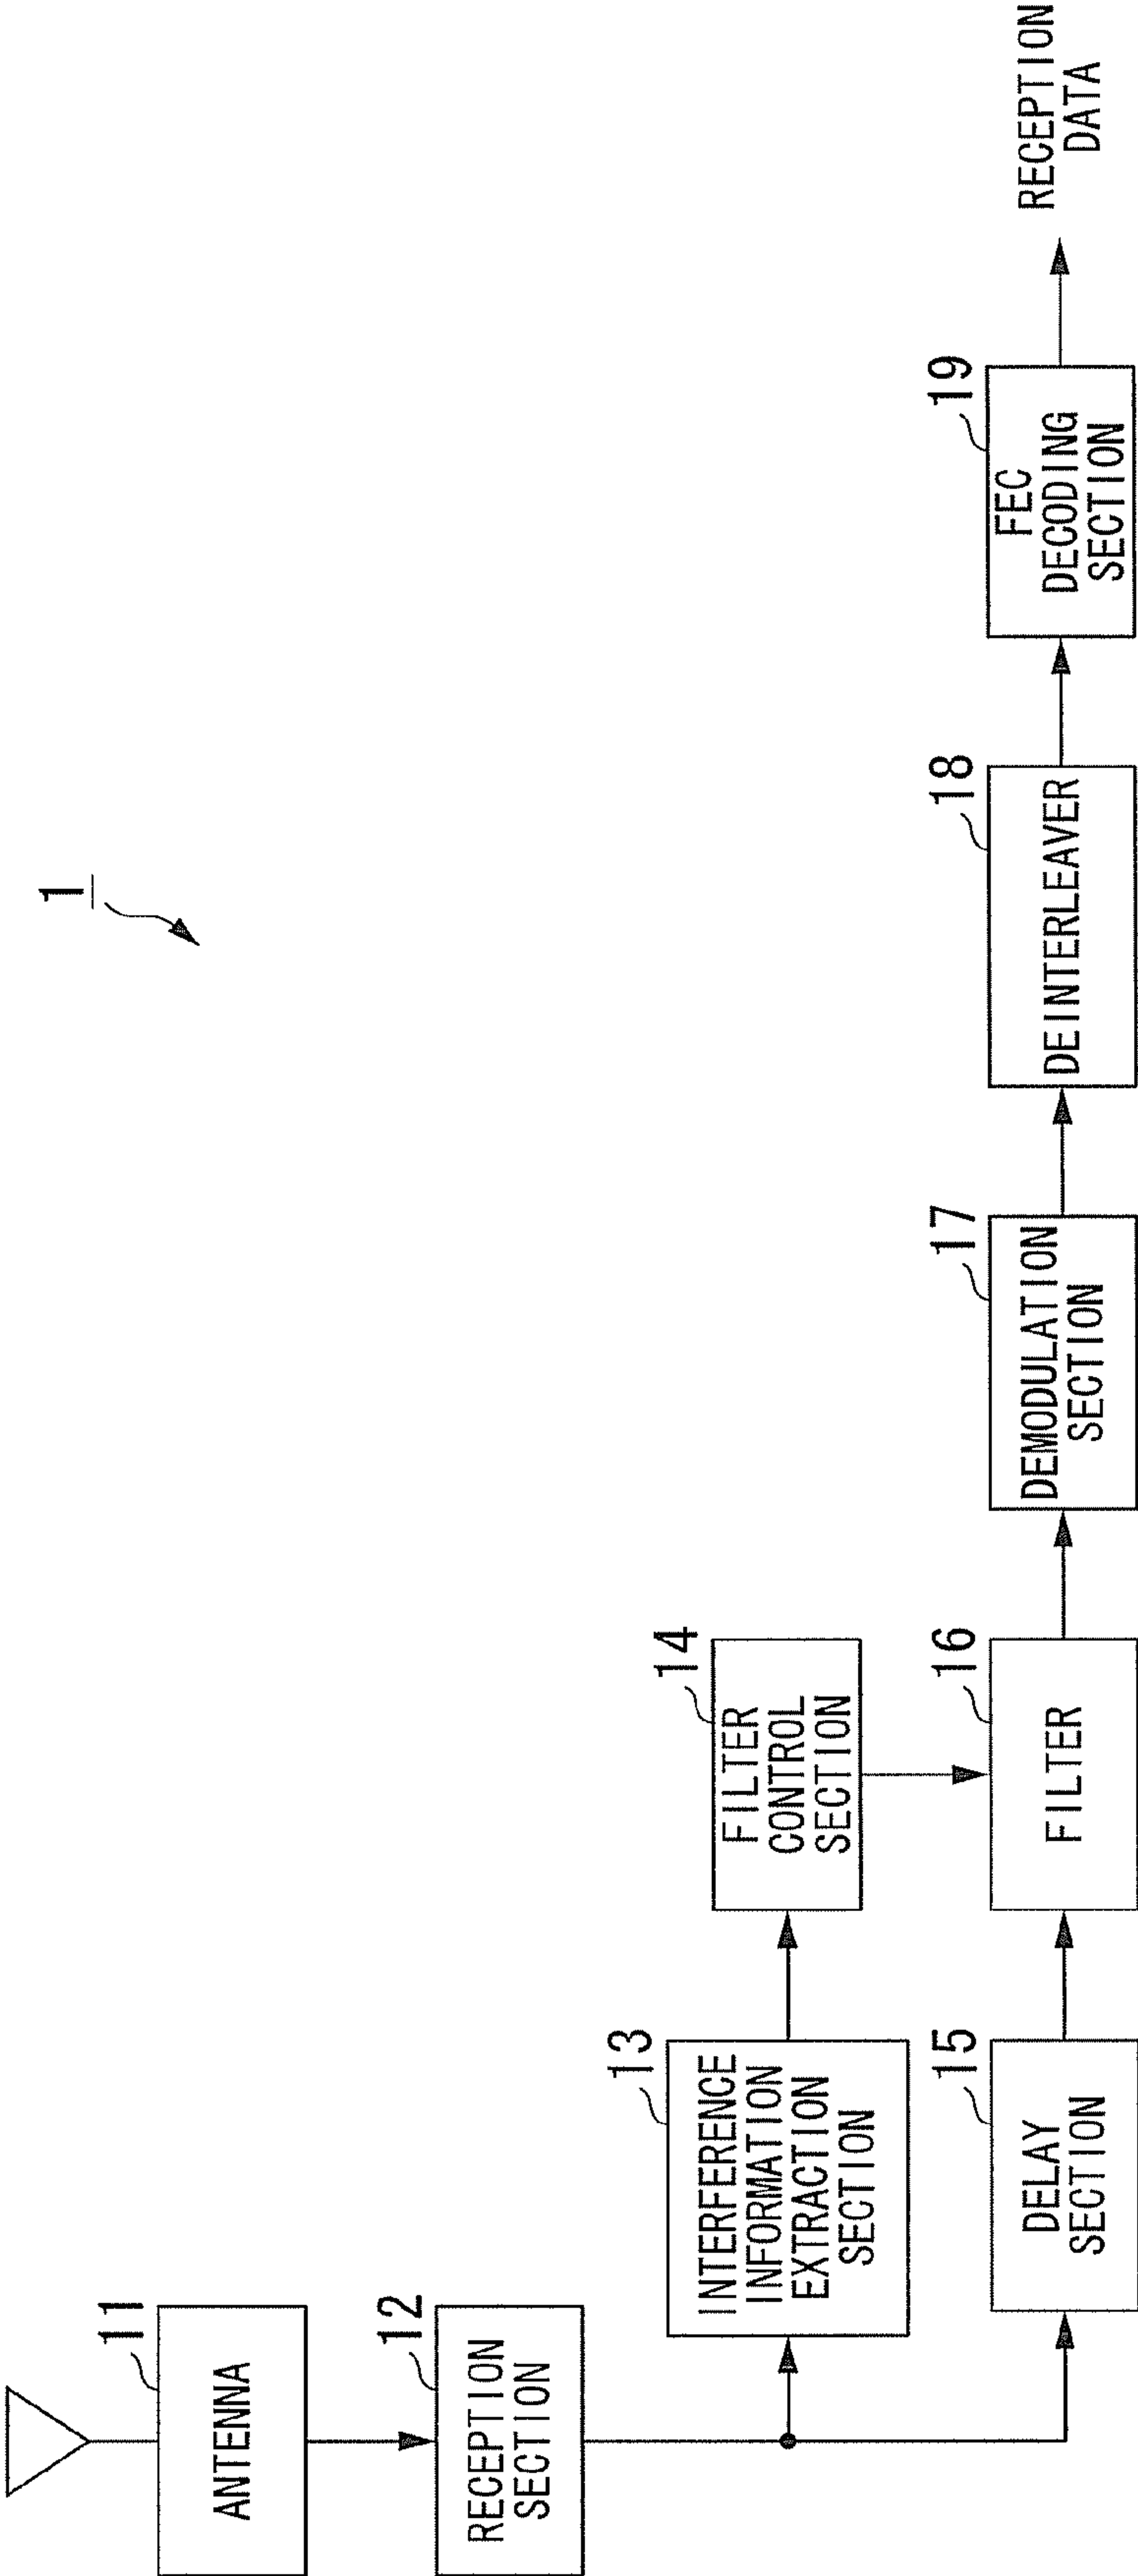 1
11
ANTENNA
12
RECEPTION
SECTION
13
INTERFERENCE
INFORMATION
EXTRACTION
SECTION
14
FILTER
CONTROL
SECTION
15
DELAY
SECTION
16
FILTER
17
DEMODULATION
SECTION
18
DEINTERLEAVER
19
FEC
DECODING
SECTION
RECEPTION
DATA